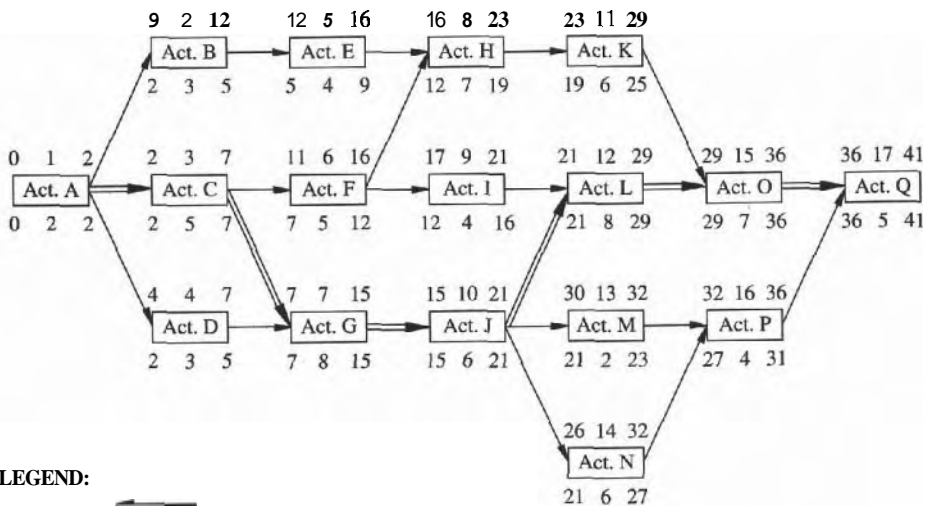 9 2 12 12 5 16 16 8 23 23 11 29
Act. B Act. E Act. H Act. K
2 3 5 5 4 9 12 7 19 19 6 25
0 1 2 2 3 7 11 6 16 17 9 21 21 12 29 29 15 36 36 17 41
Act. A Act. C Act. F Act. I Act. L Act. O Act. Q
0 2 2 2 5 7 7 5 12 12 4 16 21 8 29 29 7 36 36 5 41
4 4 7 7 7 15 15 10 21 30 13 32 32 16 36
Act. D Act. G Act. J Act. M Act. P
2 3 5 7 8 15 15 6 21 21 2 23 27 4 31
26 14 32
Act. N
21 6 27
LEGEND: